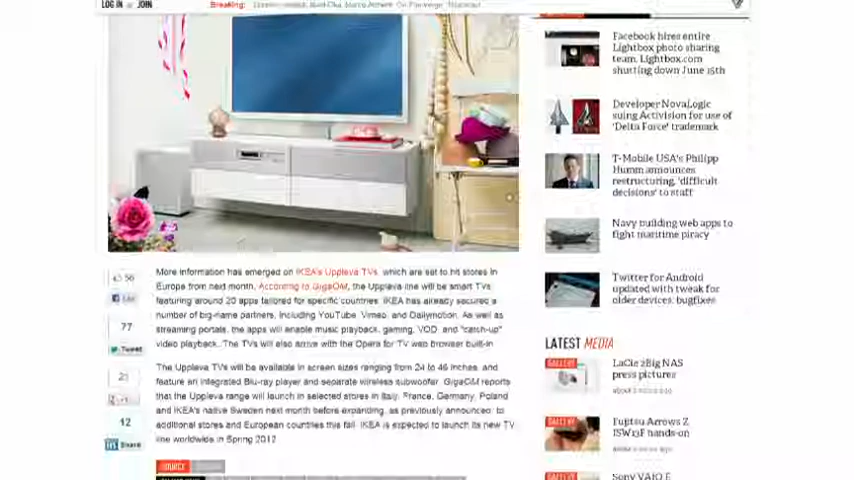 LOG IN or JOIN
Breaking:
Facebook hires entire
Lightbox photo sharing
team, Lightbox.com
shutting down June 15th
Developer NovaLogic
suing Activision for use of
'Delta Force' trademark
T-Mobile USA's Philipp
Humm announces
restructuring, 'difficult
decisions' to staff
Navy building web apps to
fight maritime piracy
Twitter for Android
updated with tweak for
older devices, bugfixes
LATEST MEDIA
GALLERY
LaCie 2Big NAS
press pictures
GALLERY
Fujitsu Arrows Z
ISW13F hands-on
GALLERY
Sony VAIO E
56
Like
77
Tweet
12
Share
More information has emerged on IKEA's Uppleva TVs, which are set to hit stores in
Europe from next month. According to GigaOM, the Uppleva line will be smart TVs
featuring around 20 apps tailored for specific countries. IKEA has already secured a
number of big-name partners, including YouTube, Vimeo, and Dailymotion. As well as
streaming portals, the apps will enable music playback, gaming, VOD, and "catch-up"
video playback. The TVs will also arrive with the Opera for TV web browser built-in.
The Uppleva TVs will be available in screen sizes ranging from 24 to 46 inches, and
feature an integrated Blu-ray player and separate wireless subwoofer. GigaOM reports
that the Uppleva range will launch in selected stores in Italy, France, Germany, Poland
and IKEA's native Sweden next month before expanding, as previously announced, to
additional stores and European countries this fall. IKEA is expected to launch its new TV
line worldwide in Spring 2012.
SOURCE